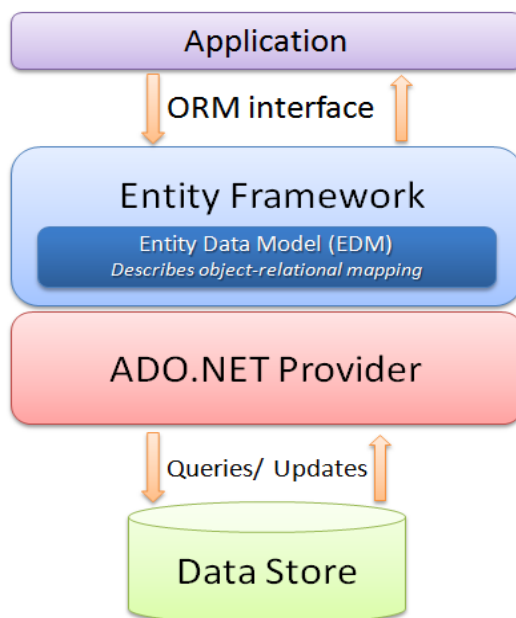 Application
ORM interface
Entity Framework
Entity Data Model (EDM)
Describes object-relational mapping
ADO.NET Provider
Queries/ Updates
Data Store